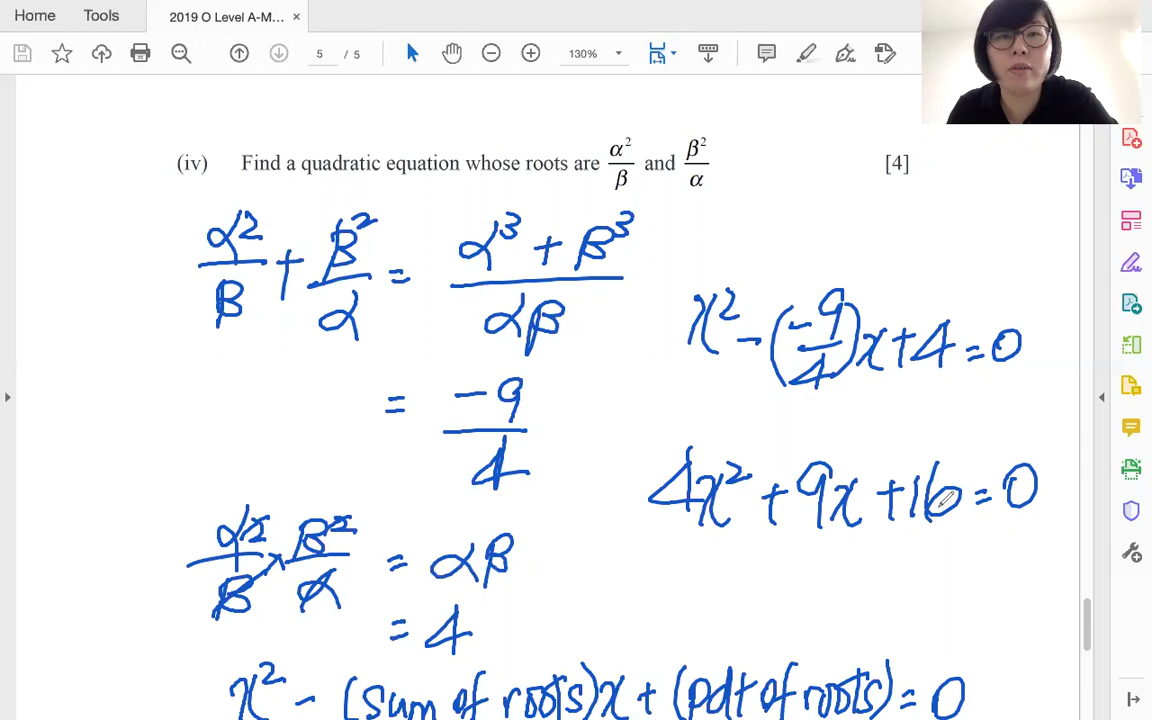 Home Tools 2019 O Level A-M... ×
5 / 5 130%
(iv) Find a quadratic equation whose roots are α²/β and β²/α [4]
α²/β + β²/α = (α³ + β³)/(αβ)
= -9/4
x² - (-9/4)x + 4 = 0
4x² + 9x + 16 = 0
α²/β × β²/α = αβ
= 4
x² - (sum of roots)x + (pdt of roots) = 0